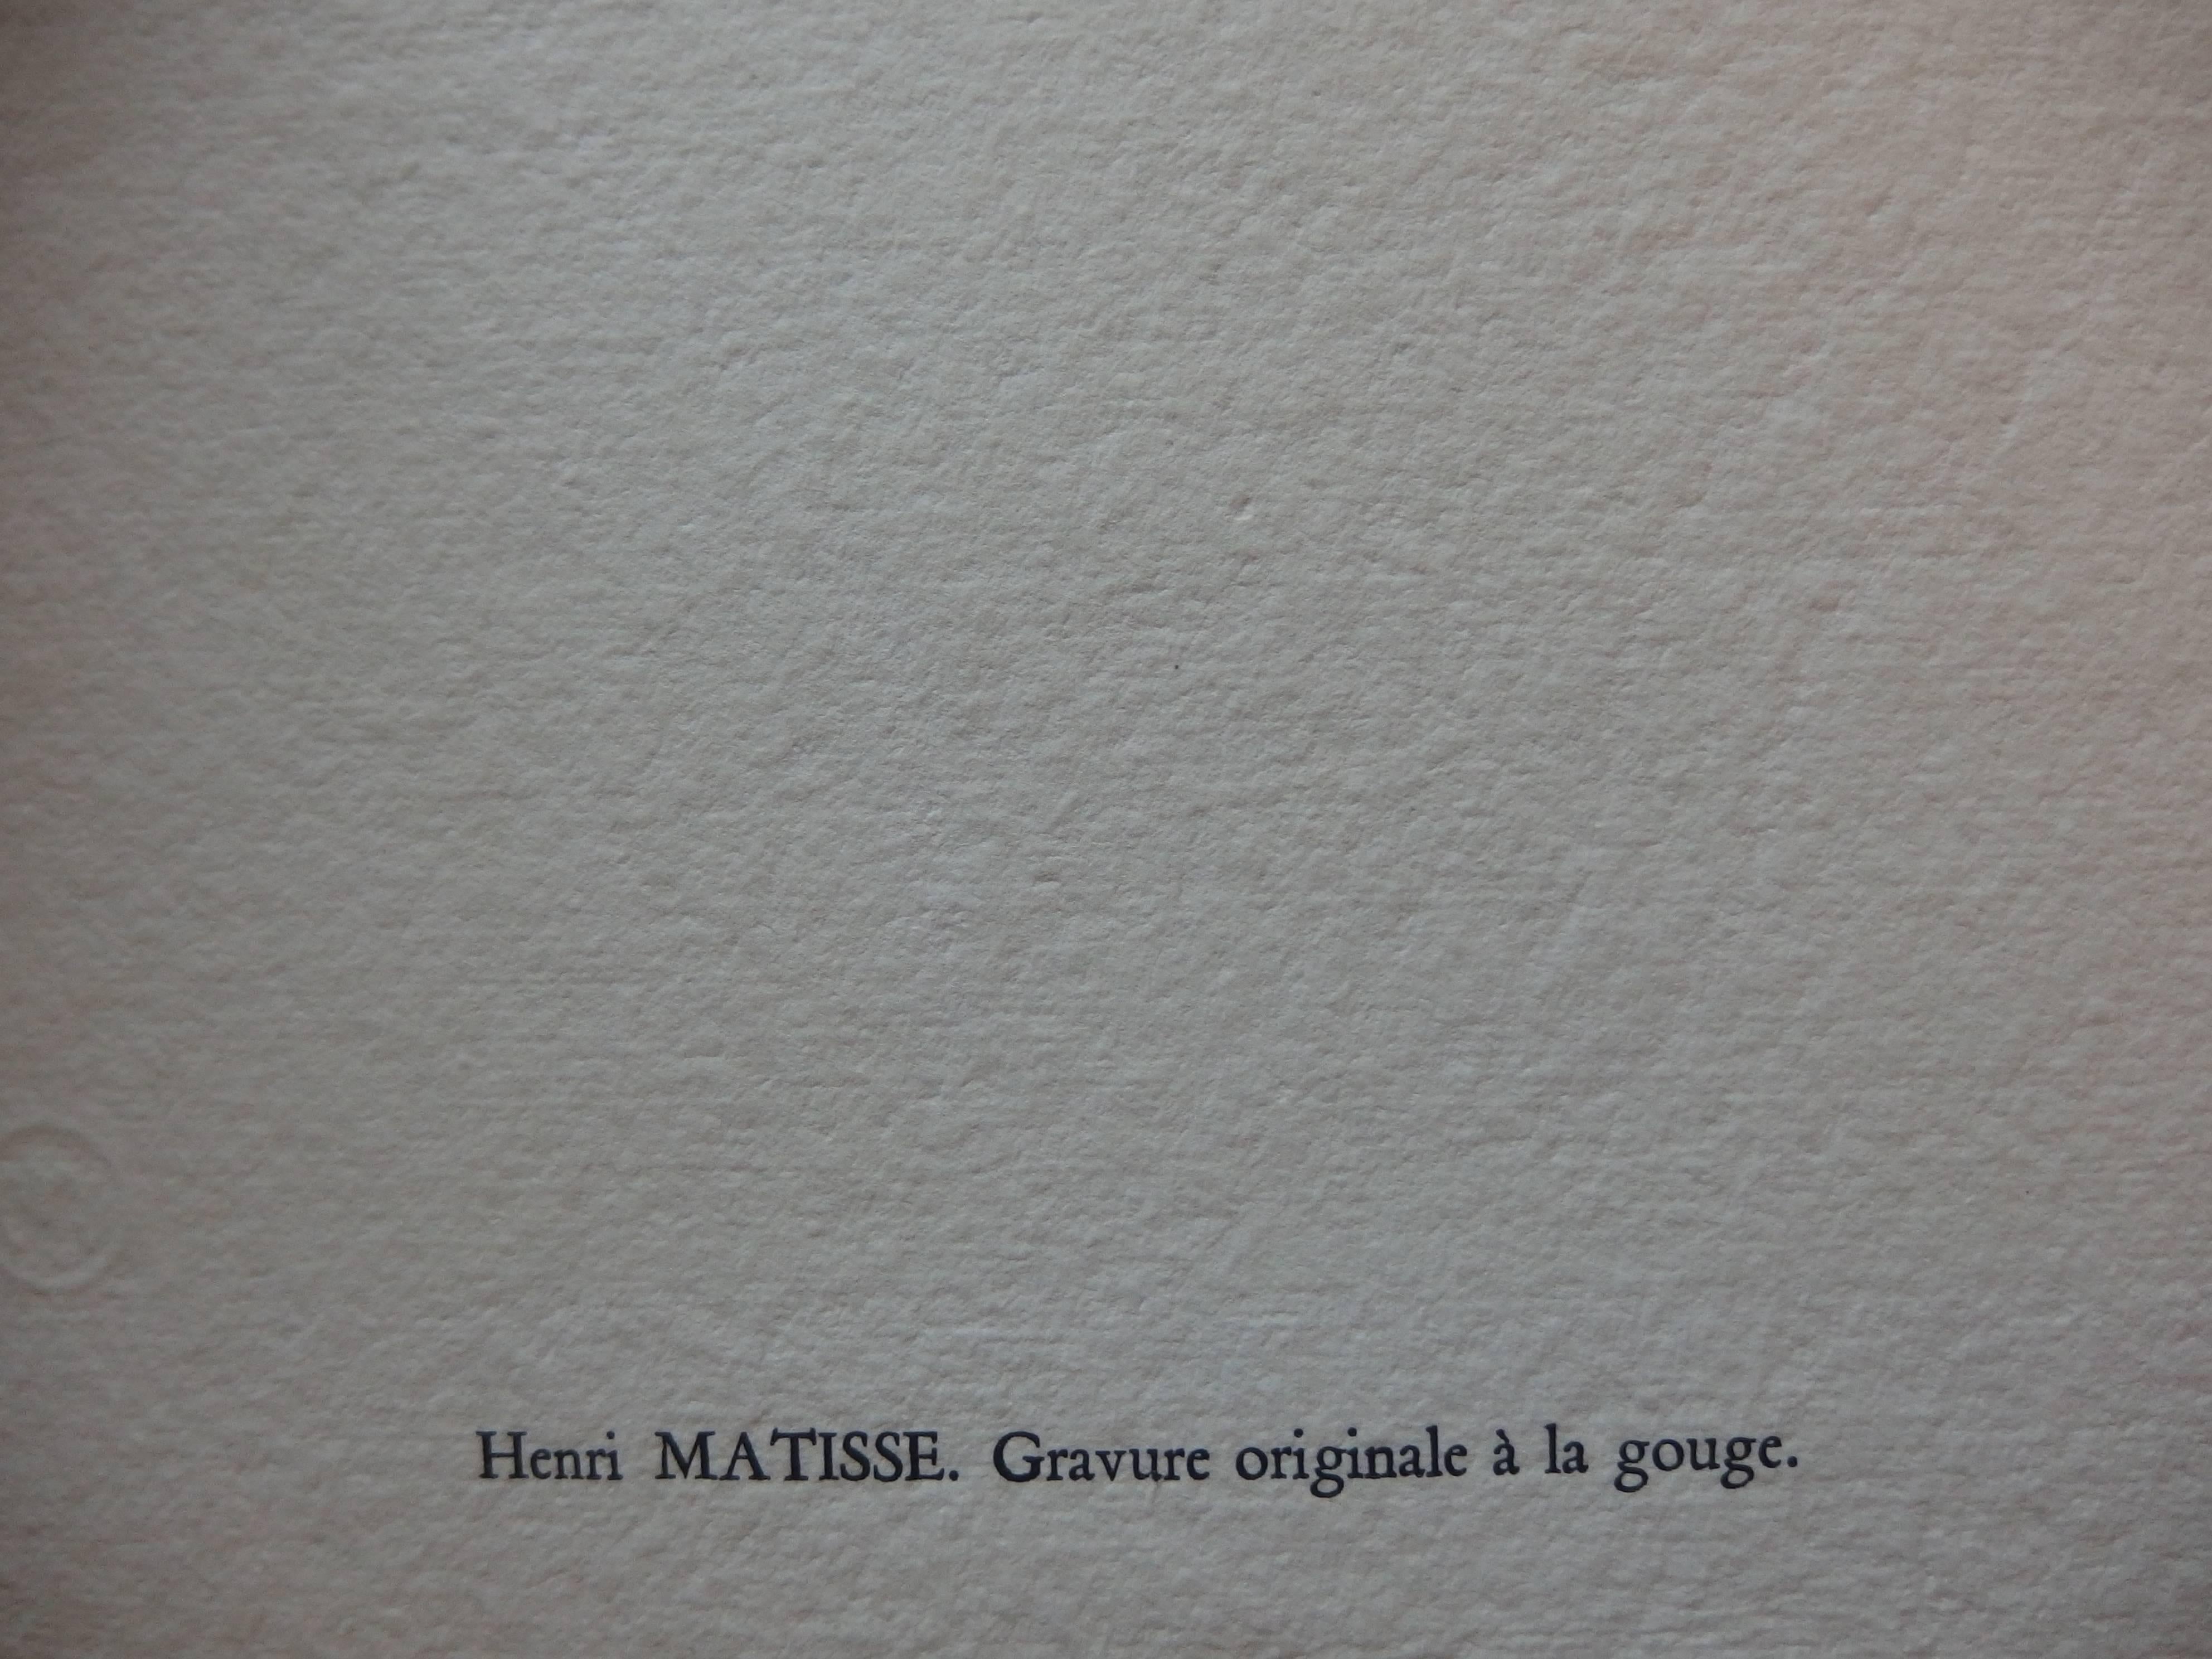 Henri MATISSE. Gravure originale à la gouge.